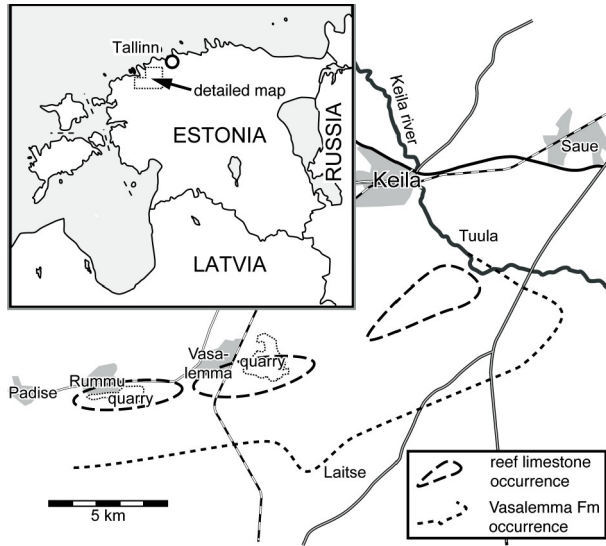 Tallinn
detailed map
ESTONIA
RUSSIA
LATVIA
Keila river
Saue
Keila
Tuula
Vasa-
lemma
quarry
Rummu
Padise
quarry
Laitse
5 km
reef limestone
occurrence
Vasalemma Fm
occurrence